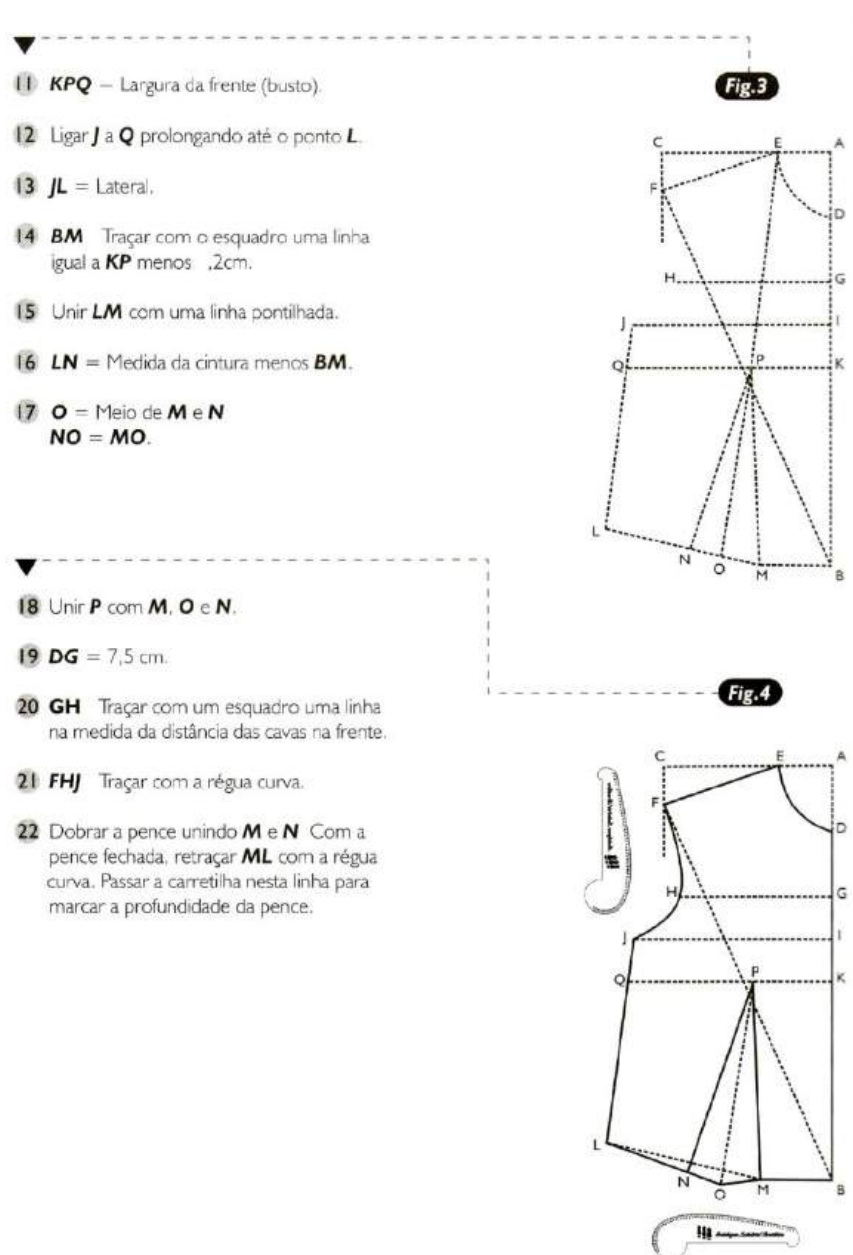 11 KPQ – Largura da frente (busto).
12 Ligar J a Q prolongando até o ponto L.
13 JL = Lateral.
14 BM Traçar com o esquadro uma linha
igual a KP menos ,2cm.
15 Unir LM com uma linha pontilhada.
16 LN = Medida da cintura menos BM.
17 O = Meio de M e N
NO = MO.
Fig.3
C E A
F
D
H G
J I
Q P K
L
N O M B
18 Unir P com M, O e N.
19 DG = 7,5 cm.
20 GH Traçar com um esquadro uma linha
na medida da distância das cavas na frente.
21 FHJ Traçar com a régua curva.
22 Dobrar a pence unindo M e N Com a
pence fechada, retraçar ML com a régua
curva. Passar a carretilha nesta linha para
marcar a profundidade da pence.
Fig.4
C E A
F
D
H G
J I
Q P K
L
N O M B